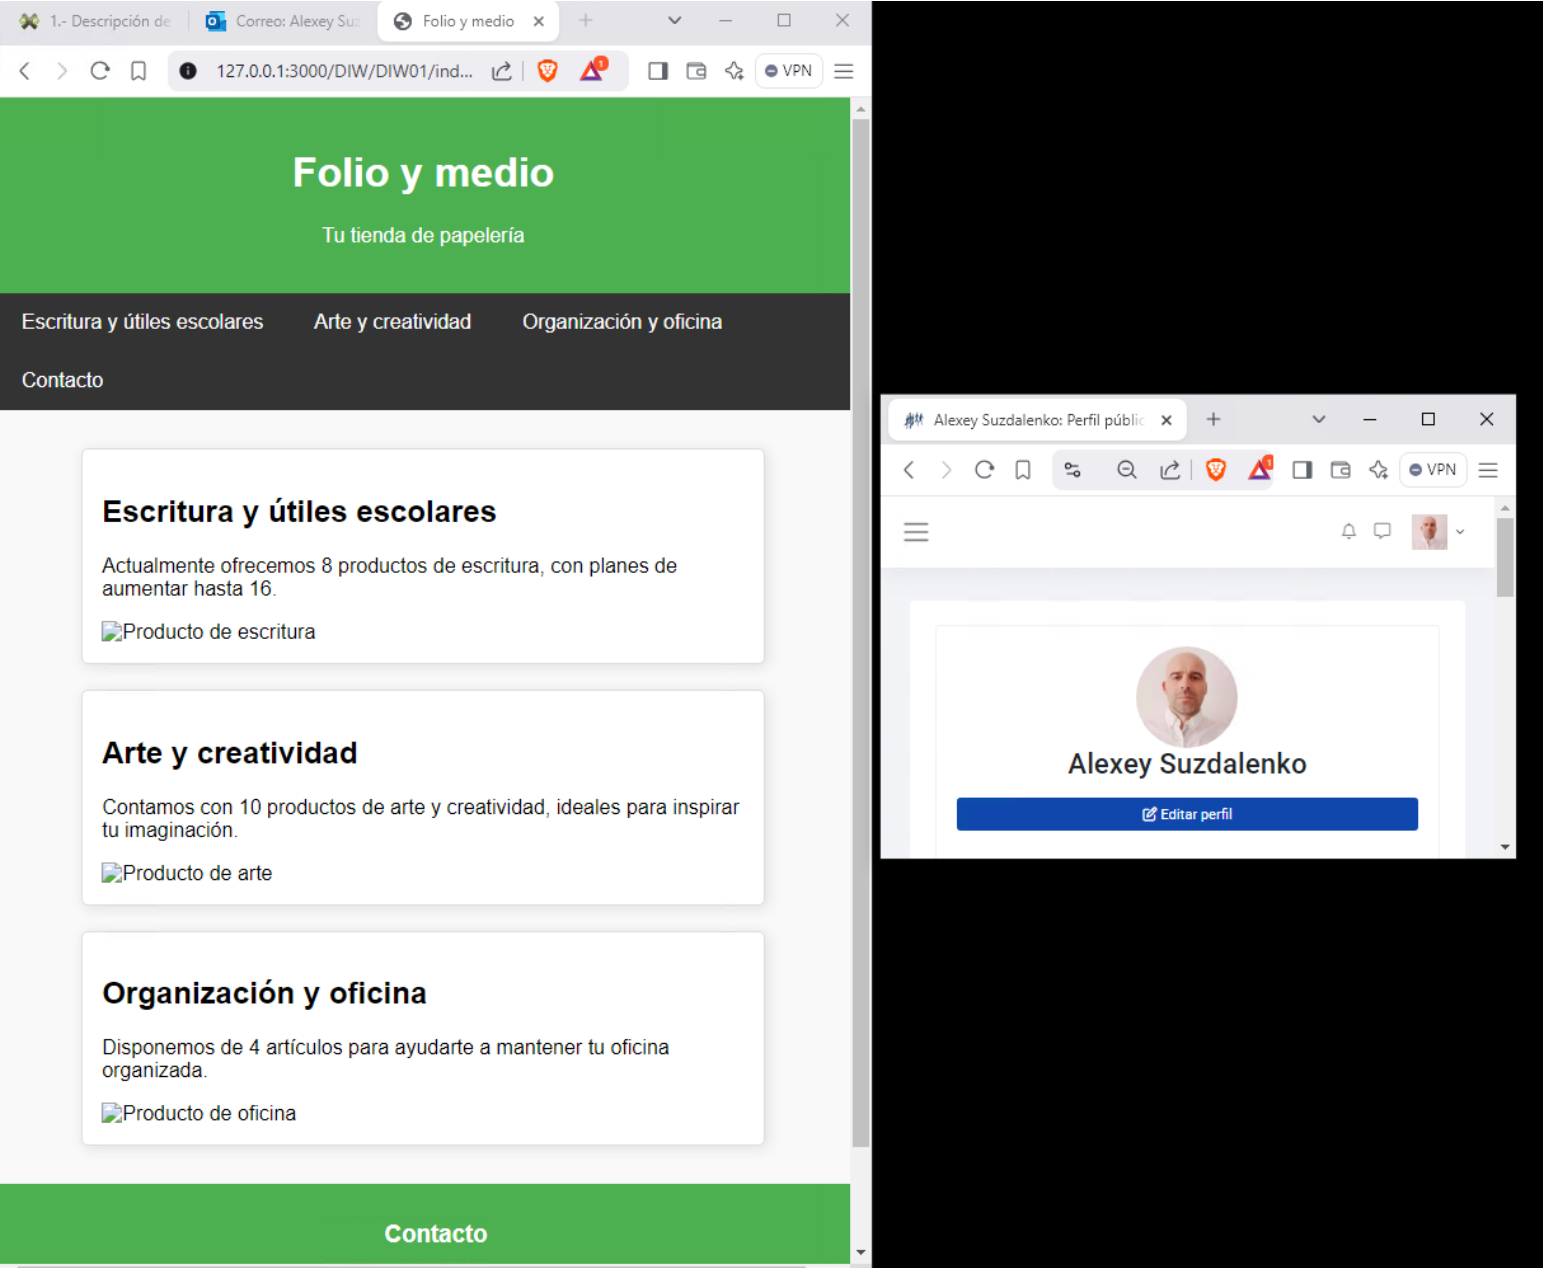 1.- Descripción de
Correo: Alexey Suz
Folio y medio
127.0.0.1:3000/DIW/DIW01/ind...
1
VPN
Folio y medio
Tu tienda de papelería
Escritura y útiles escolares
Arte y creatividad
Organización y oficina
Contacto
Escritura y útiles escolares
Actualmente ofrecemos 8 productos de escritura, con planes de
aumentar hasta 16.
Producto de escritura
Arte y creatividad
Contamos con 10 productos de arte y creatividad, ideales para inspirar
tu imaginación.
Producto de arte
Organización y oficina
Disponemos de 4 artículos para ayudarte a mantener tu oficina
organizada.
Producto de oficina
Contacto
Alexey Suzdalenko: Perfil públic
1
VPN
Alexey Suzdalenko
Editar perfil